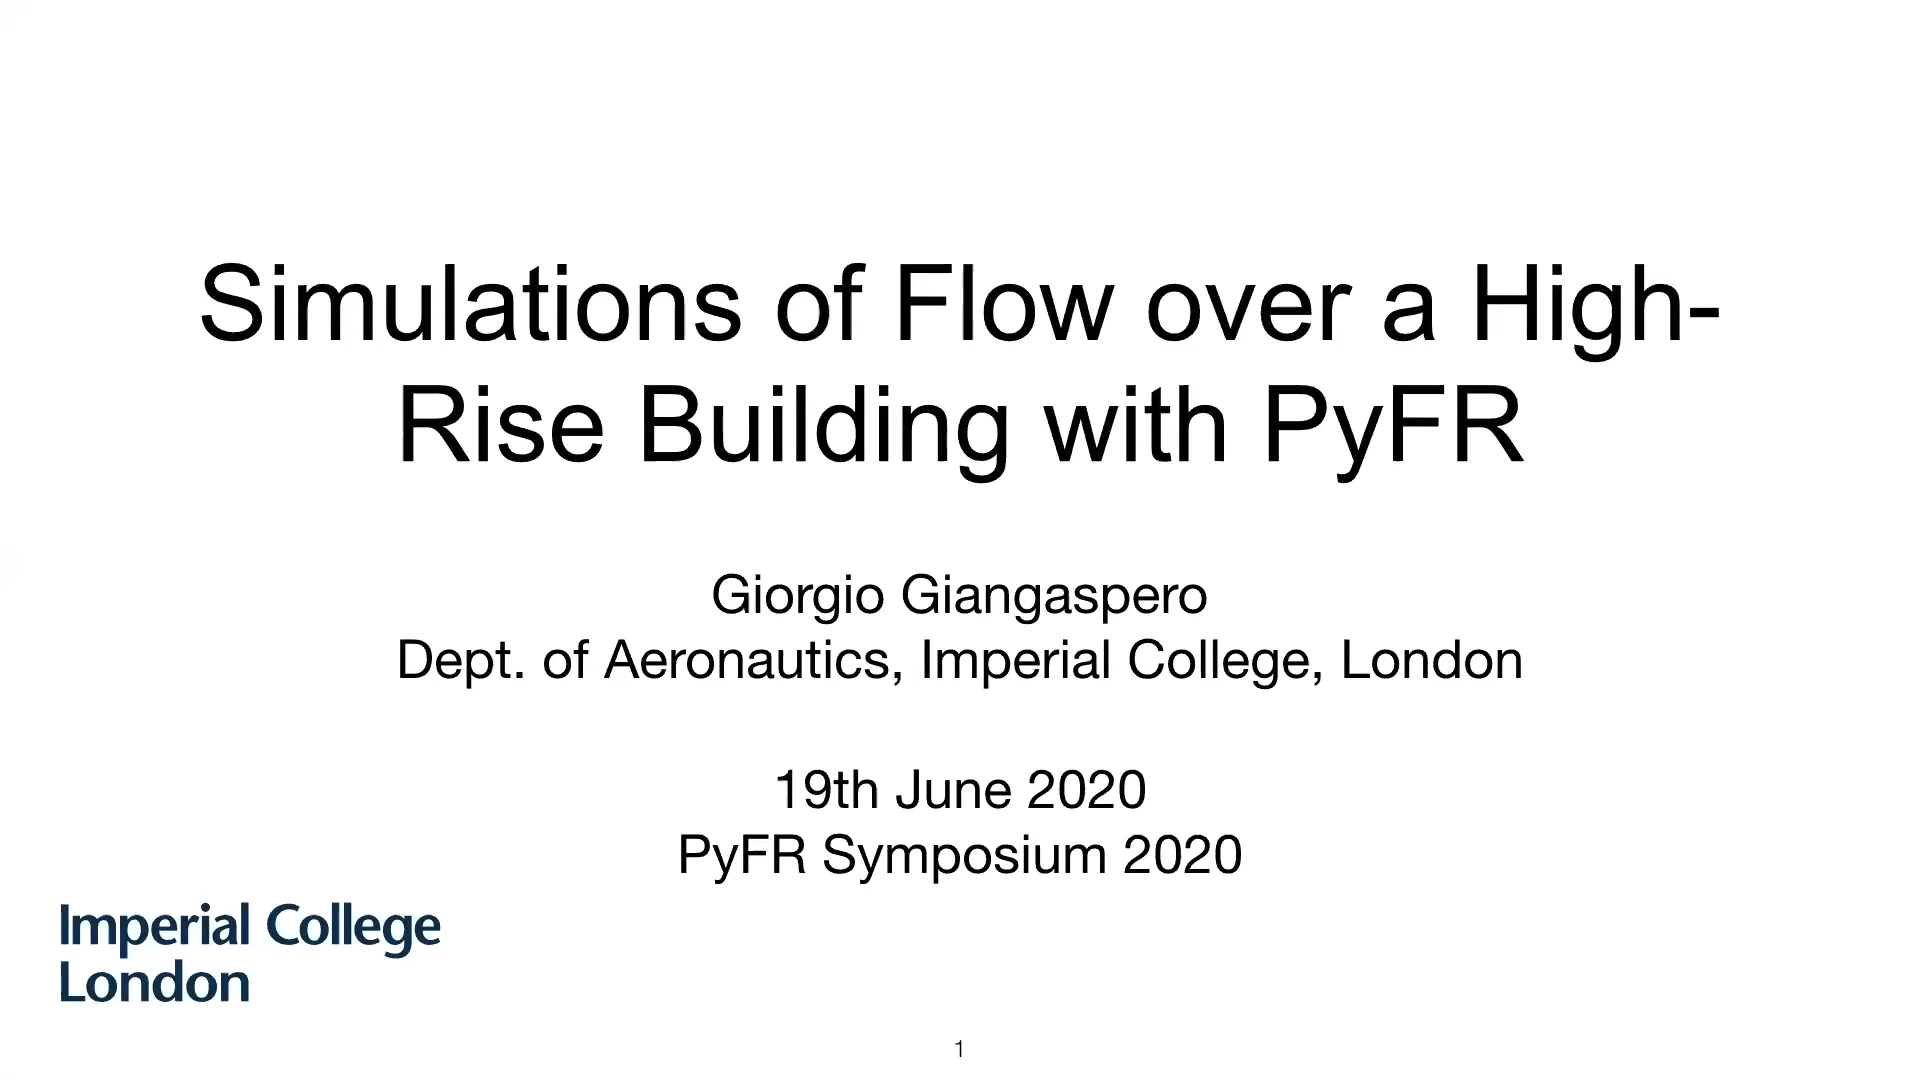 Simulations of Flow over a High-
Rise Building with PyFR
Giorgio Giangaspero
Dept. of Aeronautics, Imperial College, London
19th June 2020
PyFR Symposium 2020
Imperial College
London
1